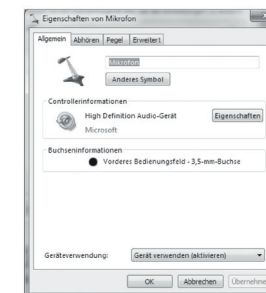 Eigenschaften von Mikrofon
Allgemein Abhören Pegel Erweitert
Mikrofon
Anderes Symbol
Controllerinformationen
High Definition Audio-Gerät
Eigenschaften
Microsoft
Buchseninformationen
Vorderes Bedienungsfeld - 3,5-mm-Buchse
Geräteverwendung: Gerät verwenden (aktivieren)
OK Abbrechen Übernehme